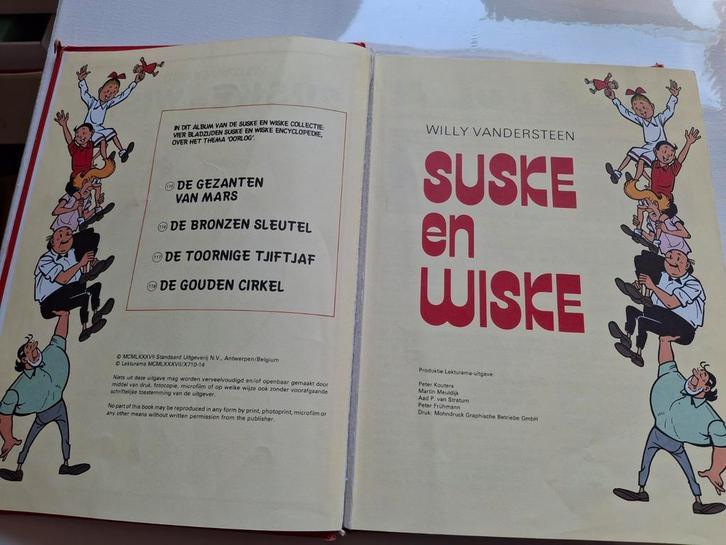 IN DIT ALBUM VAN DE SUSKE EN WISKE COLLECTIE:
VIER BLADZIJDEN SUSKE EN WISKE ENCYCLOPEDIE,
OVER HET THEMA 'OORLOG'.
115 DE GEZANTEN
VAN MARS
116 DE BRONZEN SLEUTEL
117 DE TOORNIGE TJIFTJAF
118 DE GOUDEN CIRKEL
© MCMLXXXVII Standaard Uitgeverij N.V., Antwerpen/Belgium
© Lekturama MCMLXXXVII/X710-14
Niets uit deze uitgave mag worden verveelvoudigd en/of openbaar gemaakt door
middel van druk, fotocopie, microfilm of op welke wijze ook zonder voorafgaande
schriftelijke toestemming van de uitgever.
No part of this book may be reproduced in any form by print, photoprint, microfilm or
any other means without written permission from the publisher.
WILLY VANDERSTEEN
SUSKE
en
WISKE
Produktie Lekturama-uitgave:
Peter Kouters
Martin Meuldijk
Aad P. van Stratum
Peter Frühmann
Druk: Mohndruck Graphische Betriebe GmbH